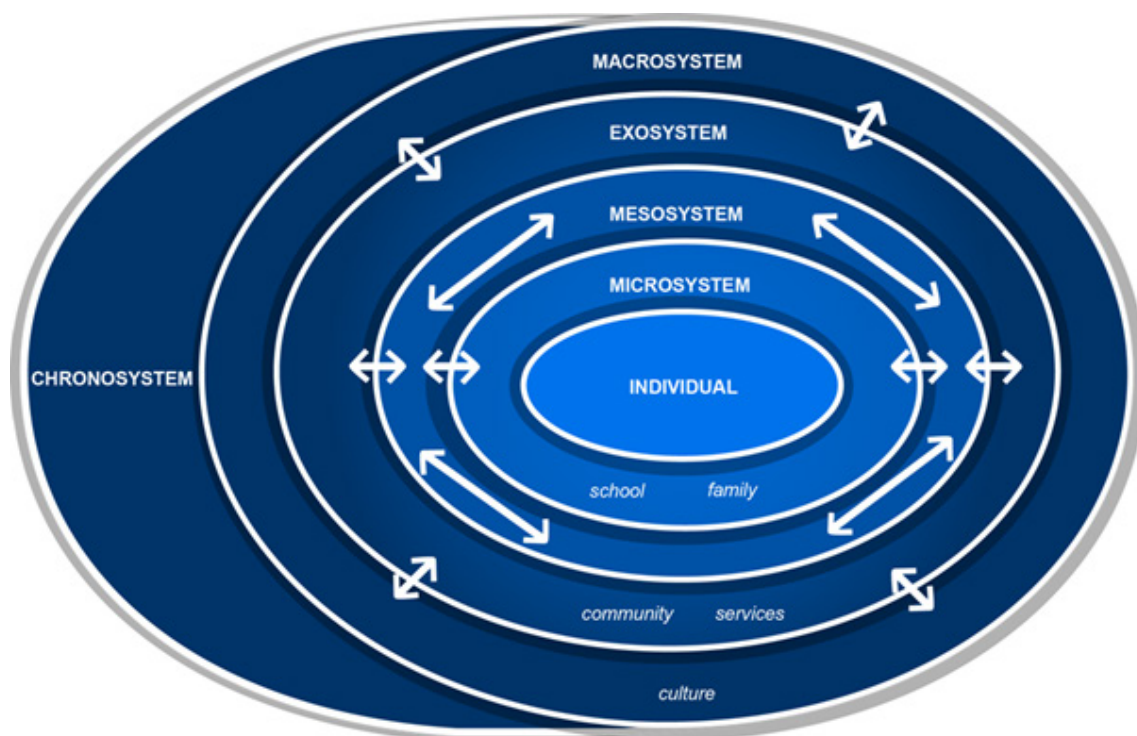 MACROSYSTEM
EXOSYSTEM
MESOSYSTEM
MICROSYSTEM
CHRONOSYSTEM
INDIVIDUAL
school family
community services
culture